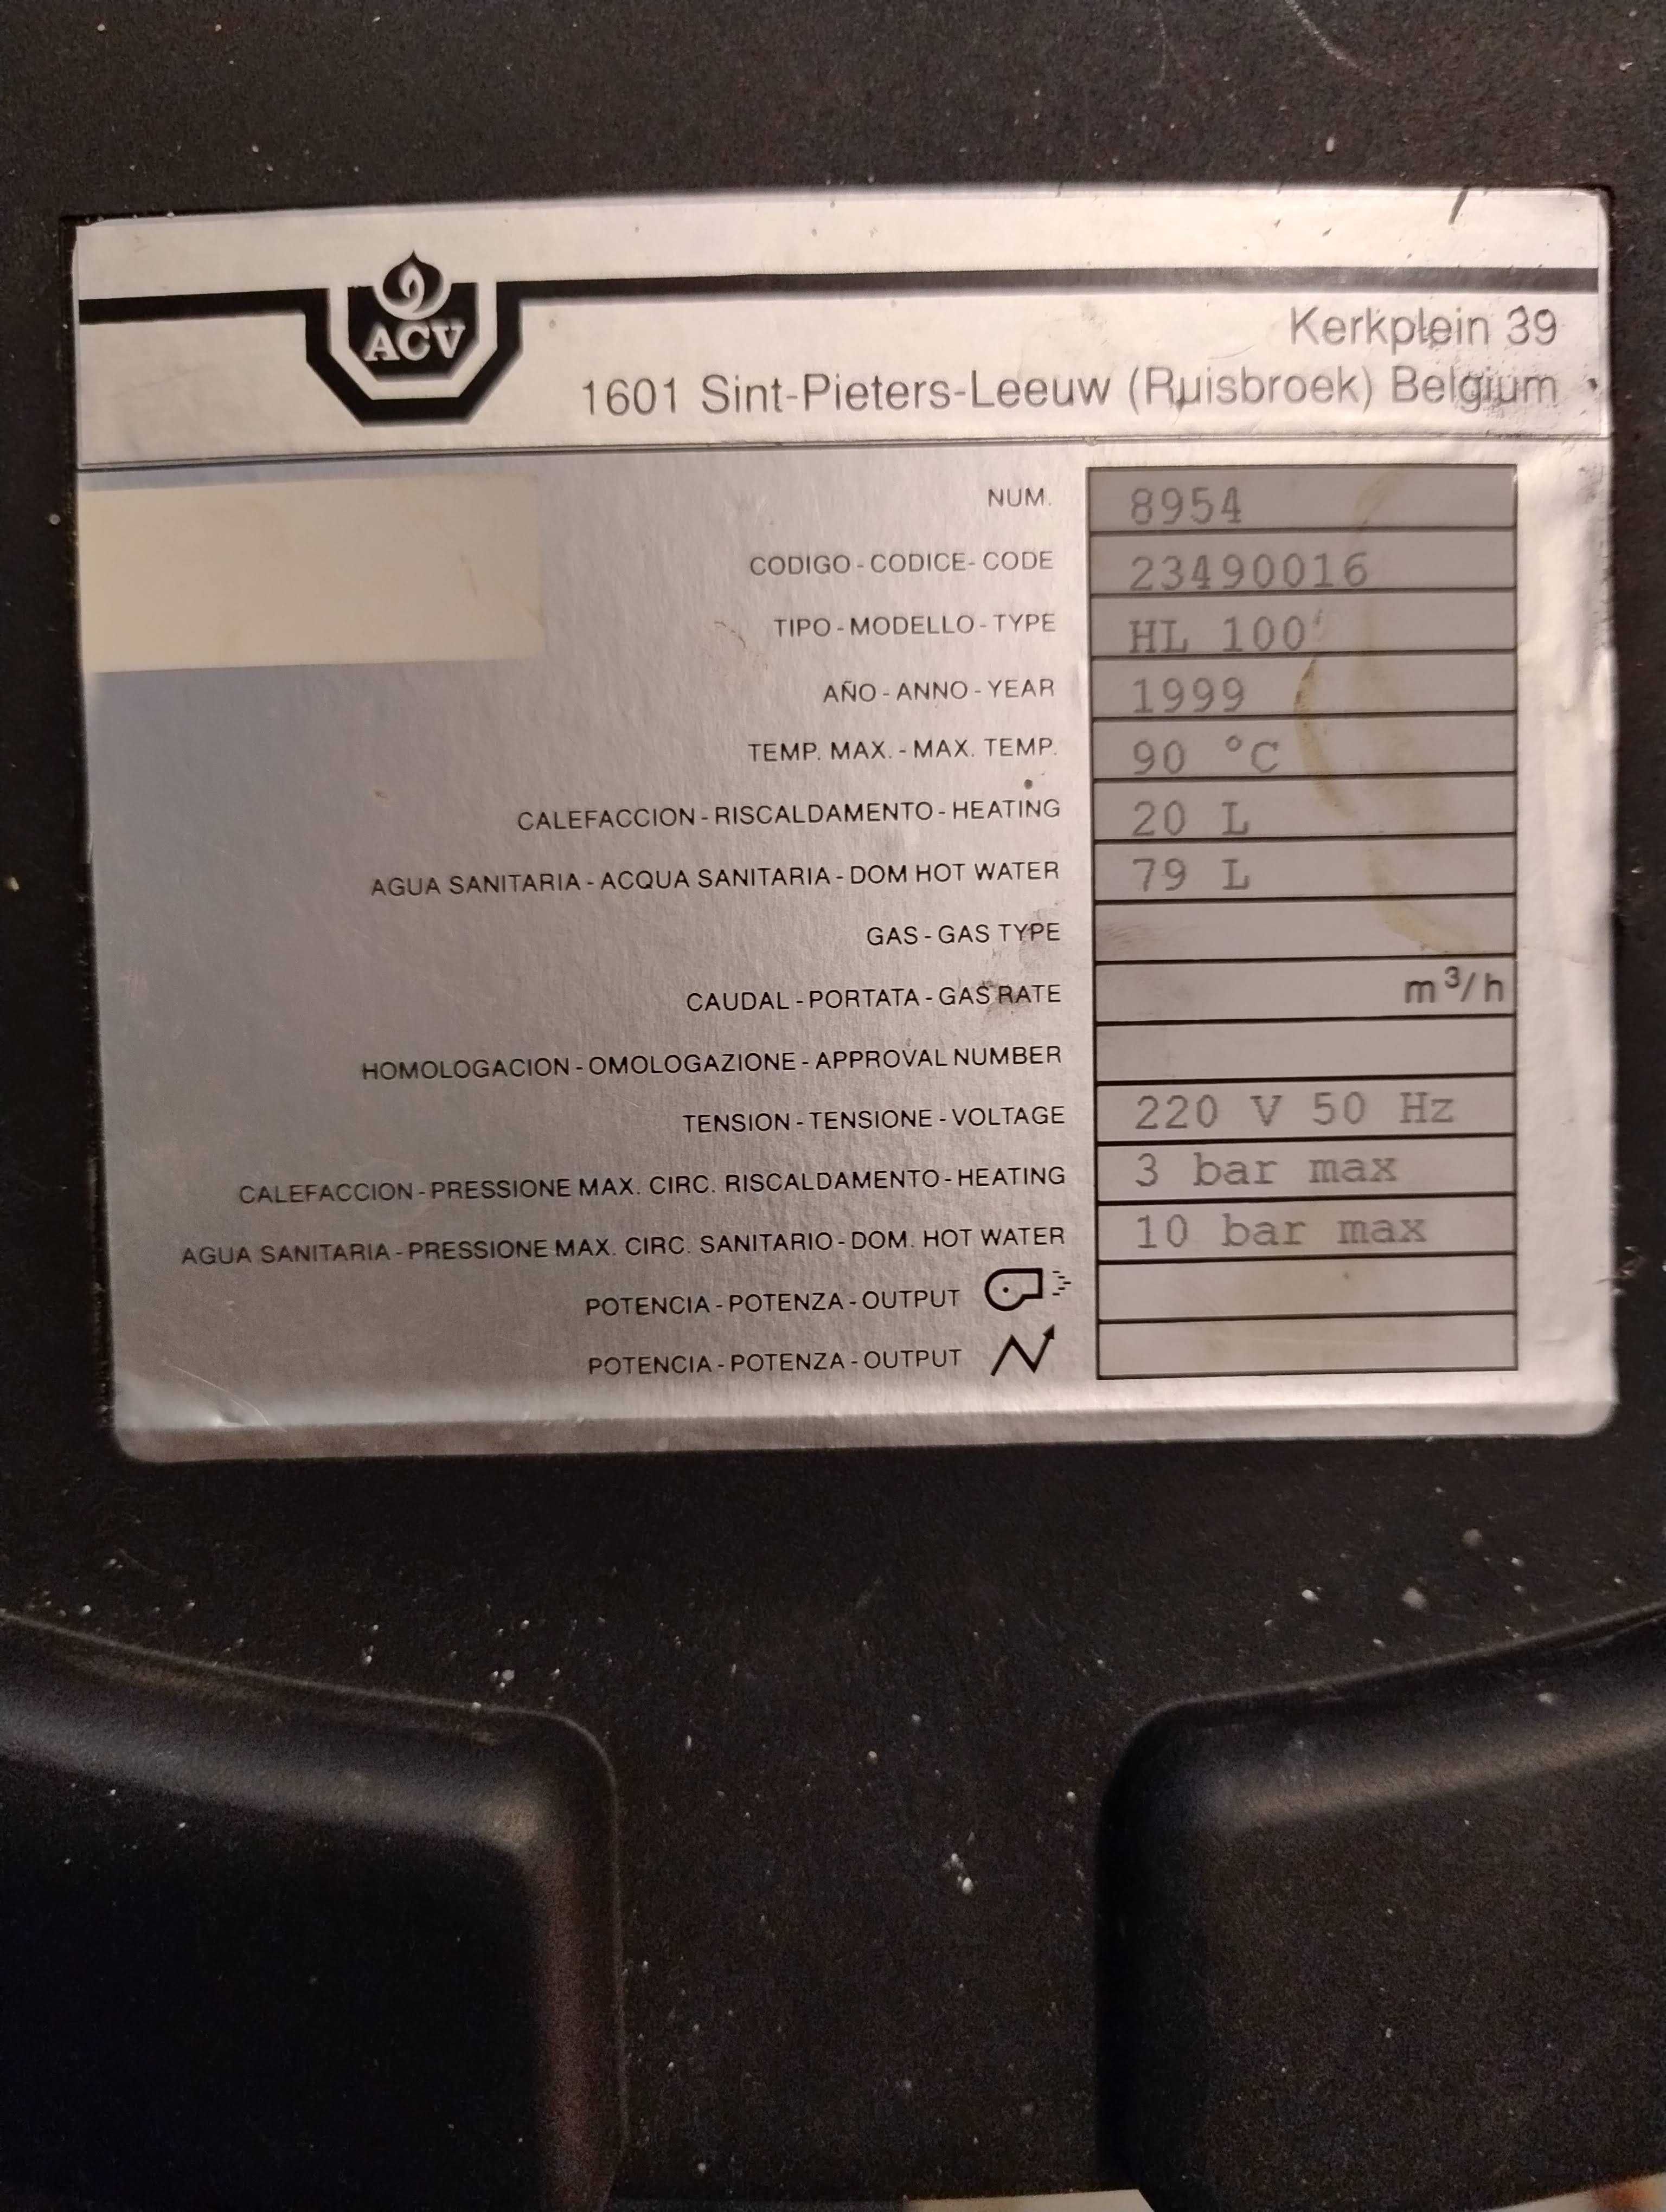 ACV
Kerkplein 39
1601 Sint-Pieters-Leeuw (Ruisbroek) Belgium
NUM. 8954
CODIGO - CODICE - CODE 23490016
TIPO - MODELLO - TYPE HL 100
AÑO - ANNO - YEAR 1999
TEMP. MAX. - MAX. TEMP. 90 °C
CALEFACCION - RISCALDAMENTO - HEATING 20 L
AGUA SANITARIA - ACQUA SANITARIA - DOM HOT WATER 79 L
GAS - GAS TYPE
CAUDAL - PORTATA - GAS RATE m³/h
HOMOLOGACION - OMOLOGAZIONE - APPROVAL NUMBER
TENSION - TENSIONE - VOLTAGE 220 V 50 Hz
CALEFACCION - PRESSIONE MAX. CIRC. RISCALDAMENTO - HEATING 3 bar max
AGUA SANITARIA - PRESSIONE MAX. CIRC. SANITARIO - DOM. HOT WATER 10 bar max
POTENCIA - POTENZA - OUTPUT
POTENCIA - POTENZA - OUTPUT